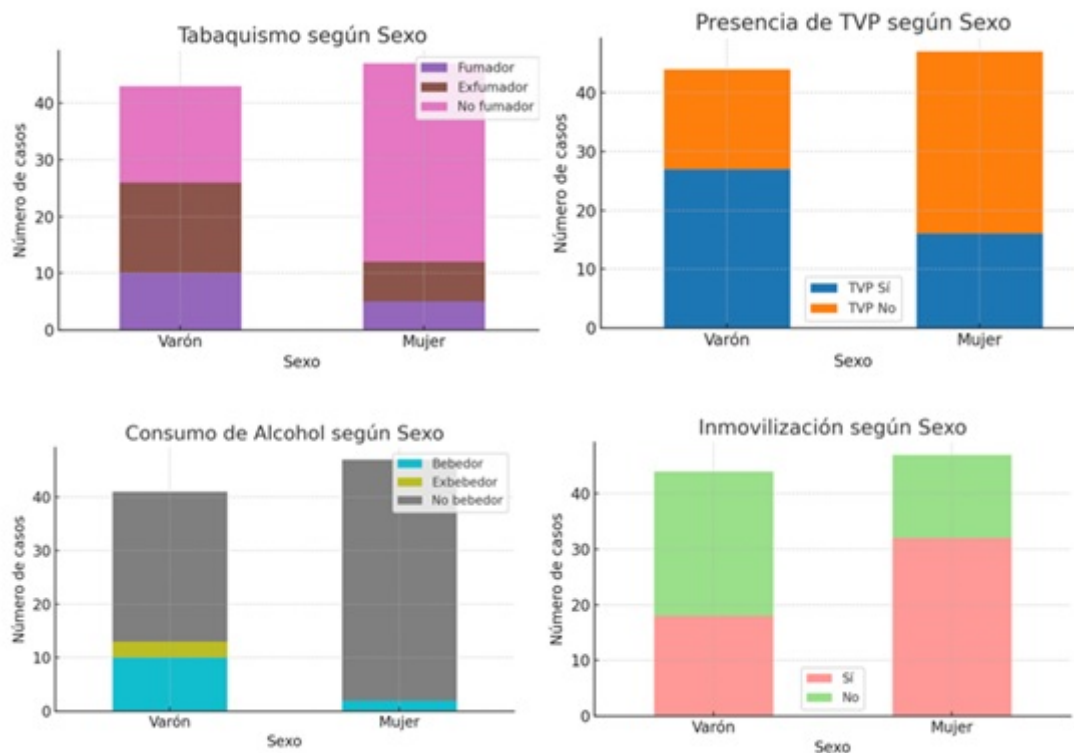 Tabaquismo según Sexo
Fumador
Exfumador
No fumador
Número de casos
40
30
20
10
0
Varón
Mujer
Sexo
Presencia de TVP según Sexo
Número de casos
40
30
20
10
0
TVP Sí
TVP No
Varón
Mujer
Sexo
Consumo de Alcohol según Sexo
Bebedor
Exbebedor
No bebedor
Número de casos
40
30
20
10
0
Varón
Mujer
Sexo
Inmovilización según Sexo
Número de casos
40
30
20
10
0
Sí
No
Varón
Mujer
Sexo